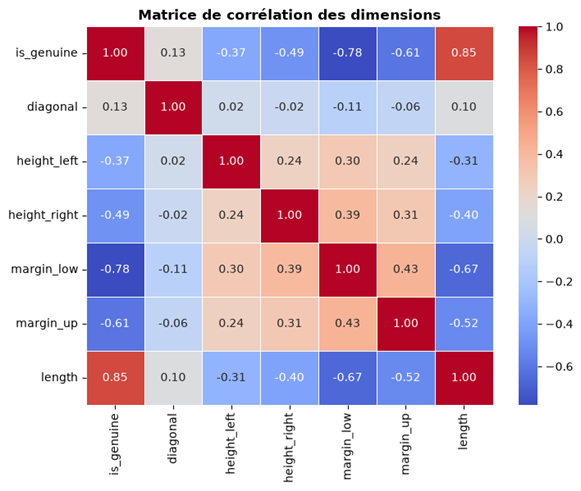 Matrice de corrélation des dimensions
is_genuine 1.00 0.13 -0.37 -0.49 -0.78 -0.61 0.85
diagonal 0.13 1.00 0.02 -0.02 -0.11 -0.06 0.10
height_left -0.37 0.02 1.00 0.24 0.30 0.24 -0.31
height_right -0.49 -0.02 0.24 1.00 0.39 0.31 -0.40
margin_low -0.78 -0.11 0.30 0.39 1.00 0.43 -0.67
margin_up -0.61 -0.06 0.24 0.31 0.43 1.00 -0.52
length 0.85 0.10 -0.31 -0.40 -0.67 -0.52 1.00
is_genuine diagonal height_left height_right margin_low margin_up length
1.0
0.8
0.6
0.4
0.2
0.0
−0.2
−0.4
−0.6